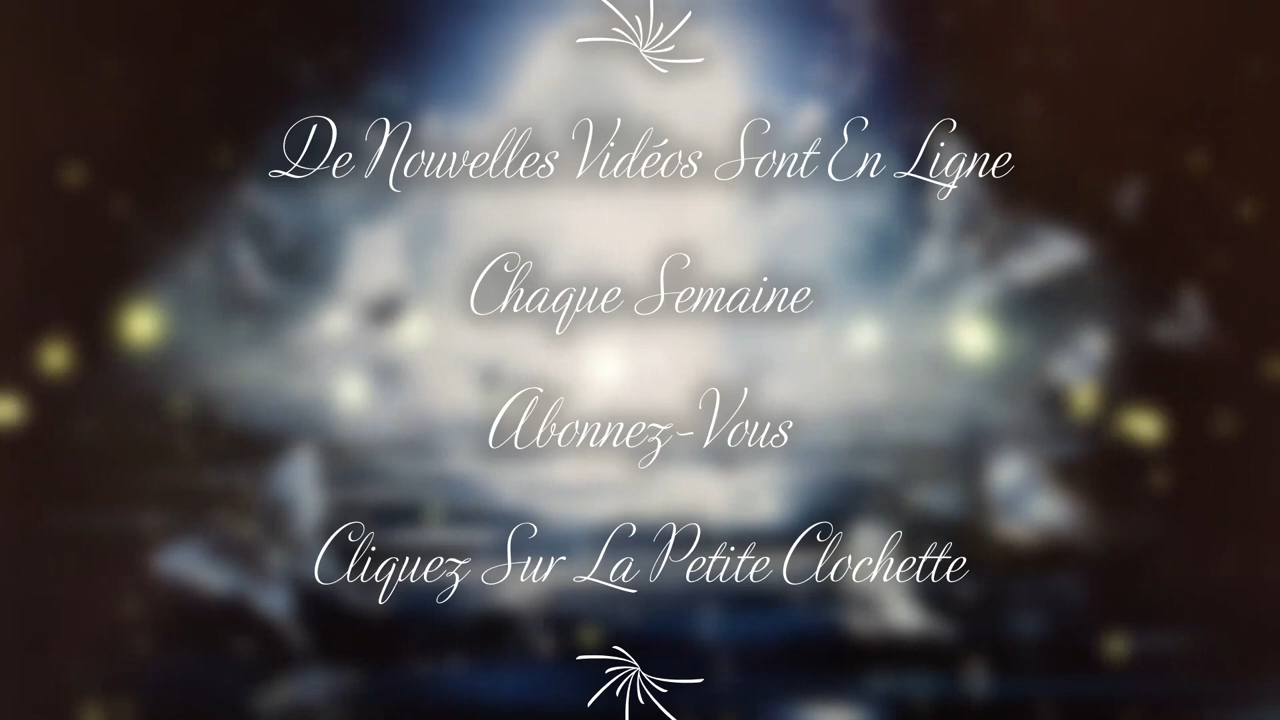 De Nouvelles Vidéos Sont En Ligne
Chaque Semaine
Abonnez-Vous
Cliquez Sur La Petite Clochette